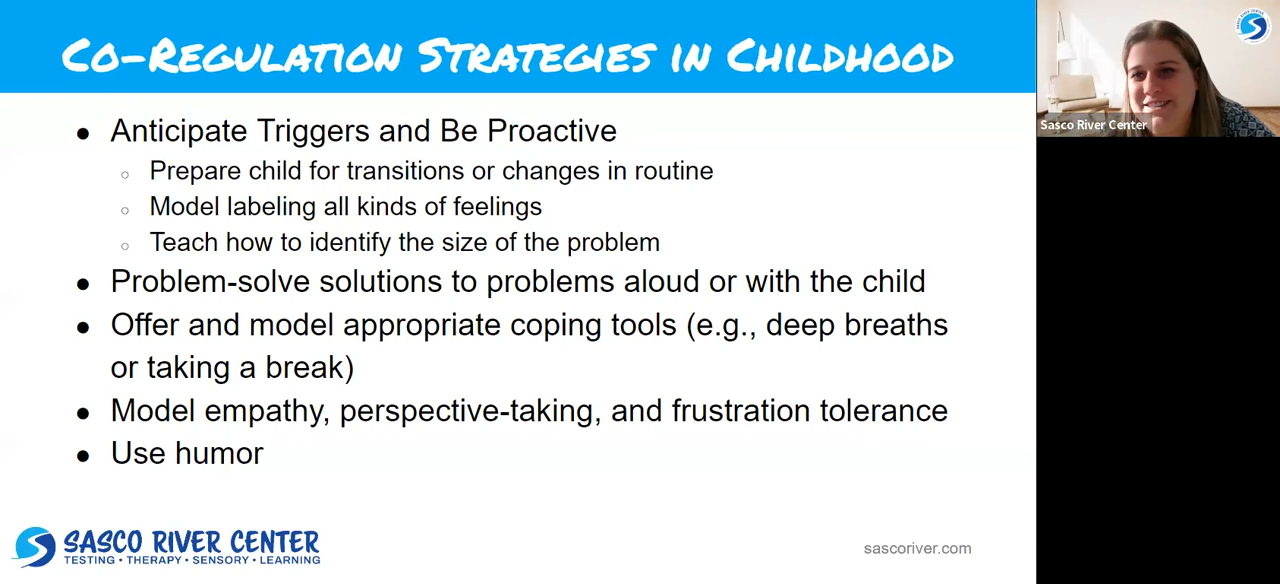 Co-Regulation Strategies in Childhood
● Anticipate Triggers and Be Proactive
○ Prepare child for transitions or changes in routine
○ Model labeling all kinds of feelings
○ Teach how to identify the size of the problem
● Problem-solve solutions to problems aloud or with the child
● Offer and model appropriate coping tools (e.g., deep breaths
or taking a break)
● Model empathy, perspective-taking, and frustration tolerance
● Use humor
SASCO RIVER CENTER
TESTING • THERAPY • SENSORY • LEARNING
sascoriver.com
Sasco River Center
SASCO RIVER CENTER